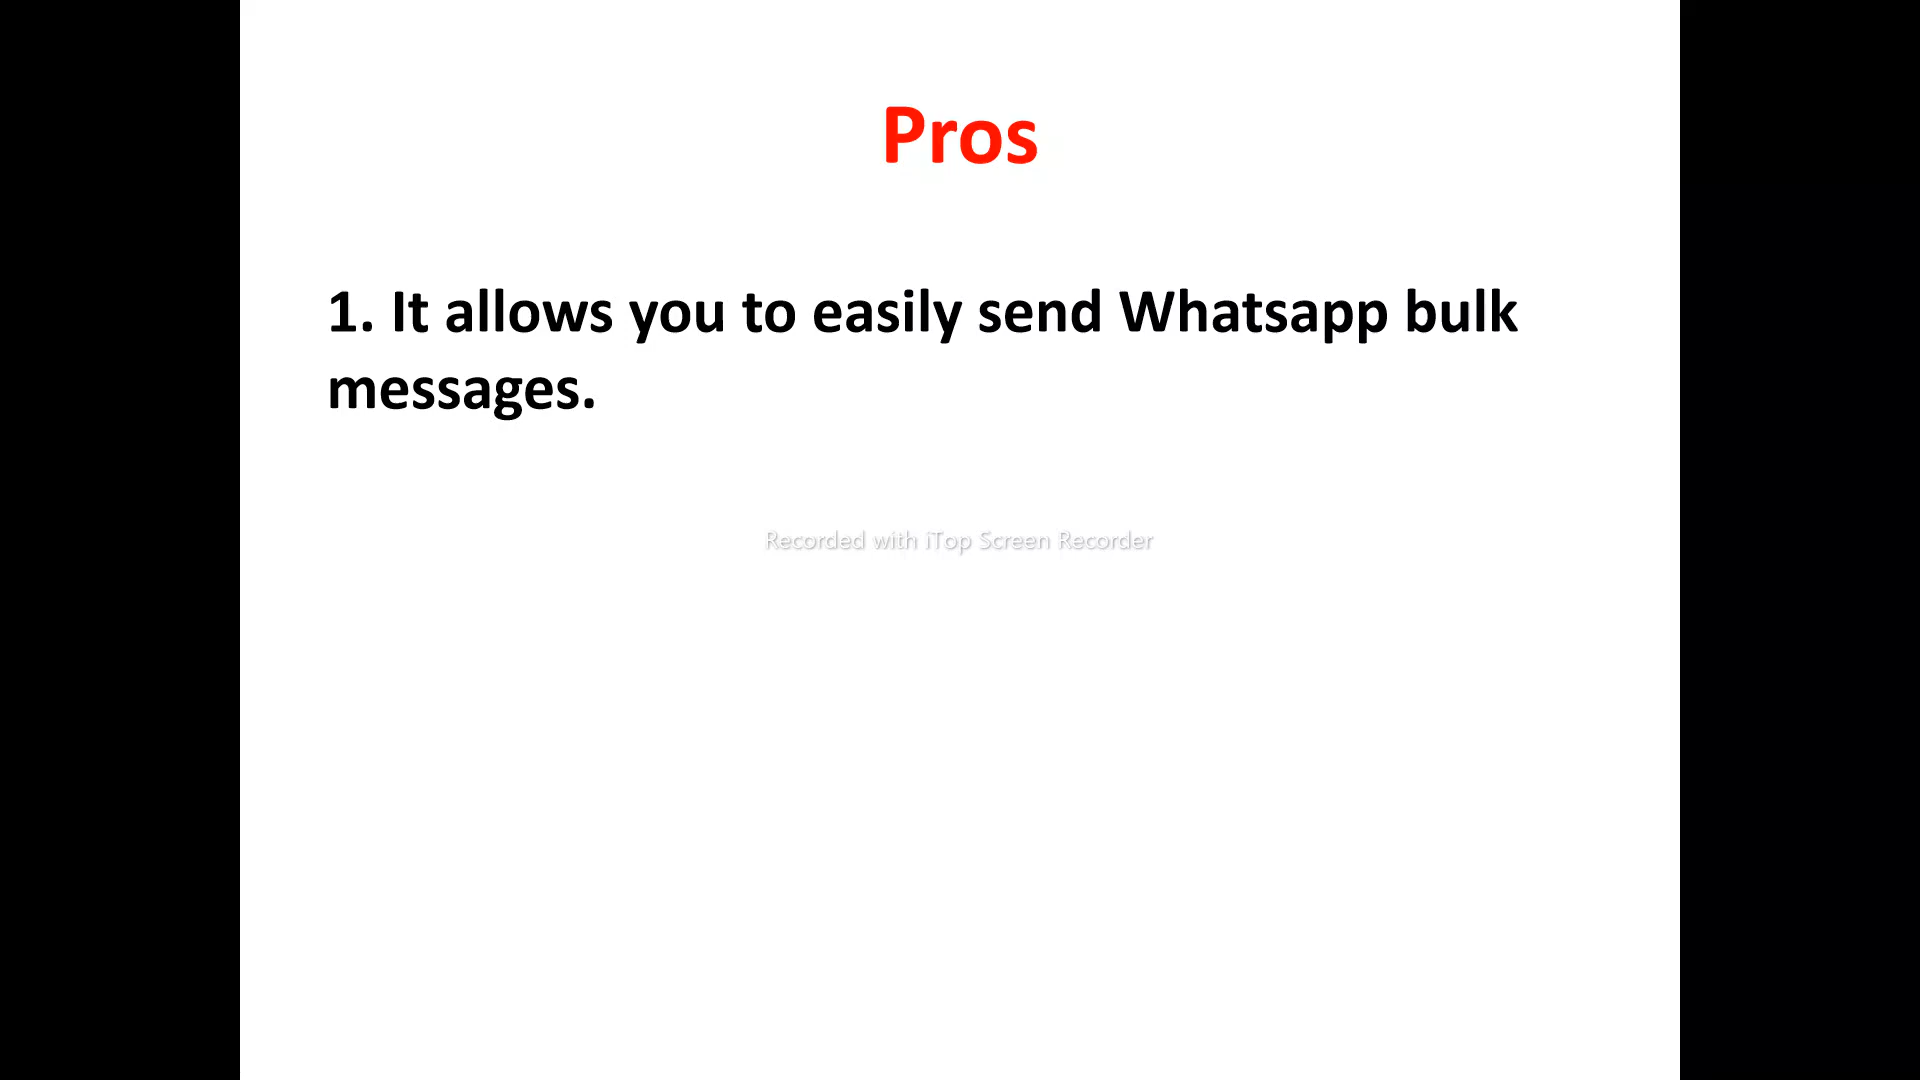 Pros
1. It allows you to easily send Whatsapp bulk
messages.
Recorded with iTop Screen Recorder